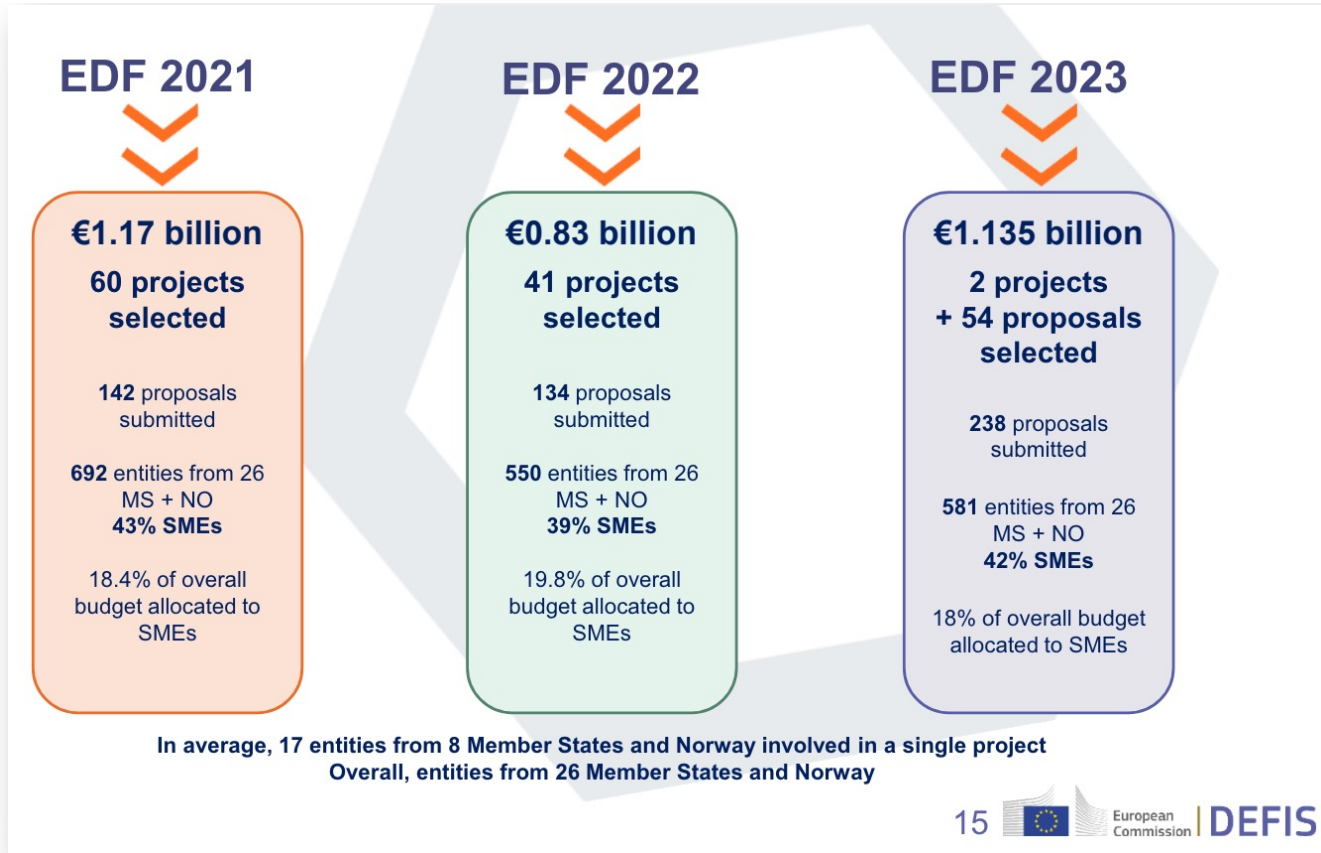 EDF 2021
€1.17 billion
60 projects
selected
142 proposals
submitted
692 entities from 26
MS + NO
43% SMEs
18.4% of overall
budget allocated to
SMEs
EDF 2022
€0.83 billion
41 projects
selected
134 proposals
submitted
550 entities from 26
MS + NO
39% SMEs
19.8% of overall
budget allocated to
SMEs
EDF 2023
€1.135 billion
2 projects
+ 54 proposals
selected
238 proposals
submitted
581 entities from 26
MS + NO
42% SMEs
18% of overall budget
allocated to SMEs
In average, 17 entities from 8 Member States and Norway involved in a single project
Overall, entities from 26 Member States and Norway
15
European
Commission
DEFIS